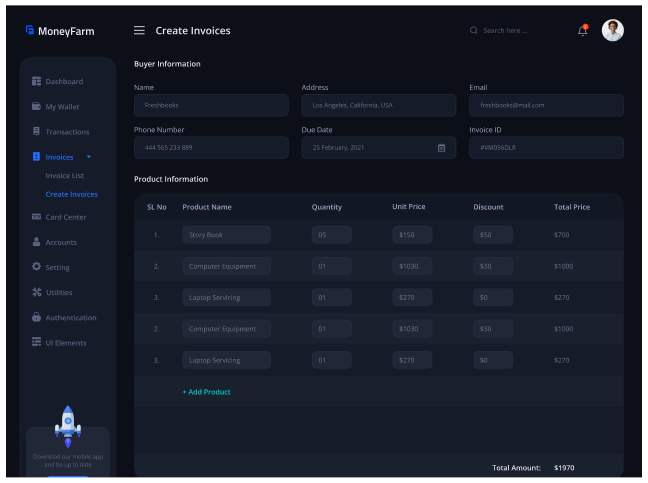 MoneyFarm
Create Invoices
Search here ...
Dashboard
My Wallet
Transactions
Invoices
Invoice List
Create Invoices
Card Center
Accounts
Setting
Utilities
Authentication
UI Elements
Download our mobile app
and be up to date
Buyer Information
Name Address Email
Freshbooks Los Angeles, California, USA freshbooks@mail.com
Phone Number Due Date Invoice ID
444 565 233 889 25 February, 2021 #VM056DL8
Product Information
SL No Product Name Quantity Unit Price Discount Total Price
1. Story Book 05 $150 $50 $700
2. Computer Equipment 01 $1030 $30 $1000
3. Laptop Servicing 01 $270 $0 $270
2. Computer Equipment 01 $1030 $30 $1000
3. Laptop Servicing 01 $270 $0 $270
+ Add Product
Total Amount: $1970